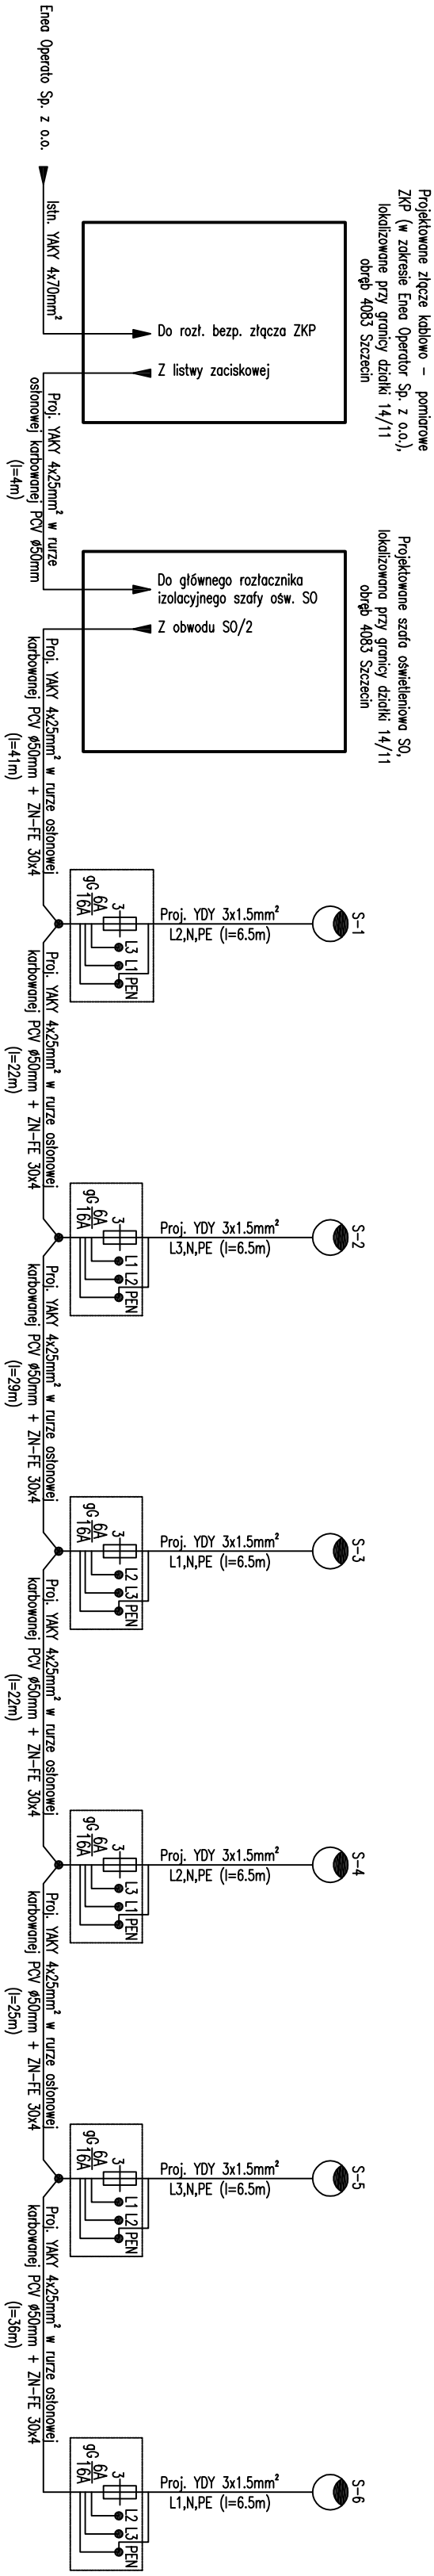 Projektowane złącze kablowo - pomiarowe
ZKP (w zakresie Enea Operator Sp. z o.o.),
lokalizowane przy granicy działki 14/11
obręb 4083 Szczecin
Enea Operato Sp. z o.o.
Istn. YAKY 4x70mm²
Do rozł. bezp. złącza ZKP
Z listwy zaciskowej
Proj. YAKY 4x25mm² w rurze
osłonowej karbowanej PCV ø50mm
(l=4m)
Projektowane szafa oświetleniowa SO,
lokalizowana przy granicy działki 14/11
obręb 4083 Szczecin
Do głównego rozłacznika
izolacyjnego szafy ośw. SO
Z obwodu SO/2
Proj. YAKY 4x25mm² w rurze osłonowej
karbowanej PCV ø50mm + ZN-FE 30x4
(l=41m)
S-1
Proj. YDY 3x1.5mm²
L2,N,PE (l=6.5m)
3
gG 6A
16A
L3
L1
PEN
Proj. YAKY 4x25mm² w rurze osłonowej
karbowanej PCV ø50mm + ZN-FE 30x4
(l=22m)
S-2
Proj. YDY 3x1.5mm²
L3,N,PE (l=6.5m)
3
gG 6A
16A
L1
L2
PEN
Proj. YAKY 4x25mm² w rurze osłonowej
karbowanej PCV ø50mm + ZN-FE 30x4
(l=29m)
S-3
Proj. YDY 3x1.5mm²
L1,N,PE (l=6.5m)
3
gG 6A
16A
L2
L3
PEN
Proj. YAKY 4x25mm² w rurze osłonowej
karbowanej PCV ø50mm + ZN-FE 30x4
(l=22m)
S-4
Proj. YDY 3x1.5mm²
L2,N,PE (l=6.5m)
3
gG 6A
16A
L3
L1
PEN
Proj. YAKY 4x25mm² w rurze osłonowej
karbowanej PCV ø50mm + ZN-FE 30x4
(l=25m)
S-5
Proj. YDY 3x1.5mm²
L3,N,PE (l=6.5m)
3
gG 6A
16A
L1
L2
PEN
Proj. YAKY 4x25mm² w rurze osłonowej
karbowanej PCV ø50mm + ZN-FE 30x4
(l=36m)
S-6
Proj. YDY 3x1.5mm²
L1,N,PE (l=6.5m)
3
gG 6A
16A
L2
L3
PEN